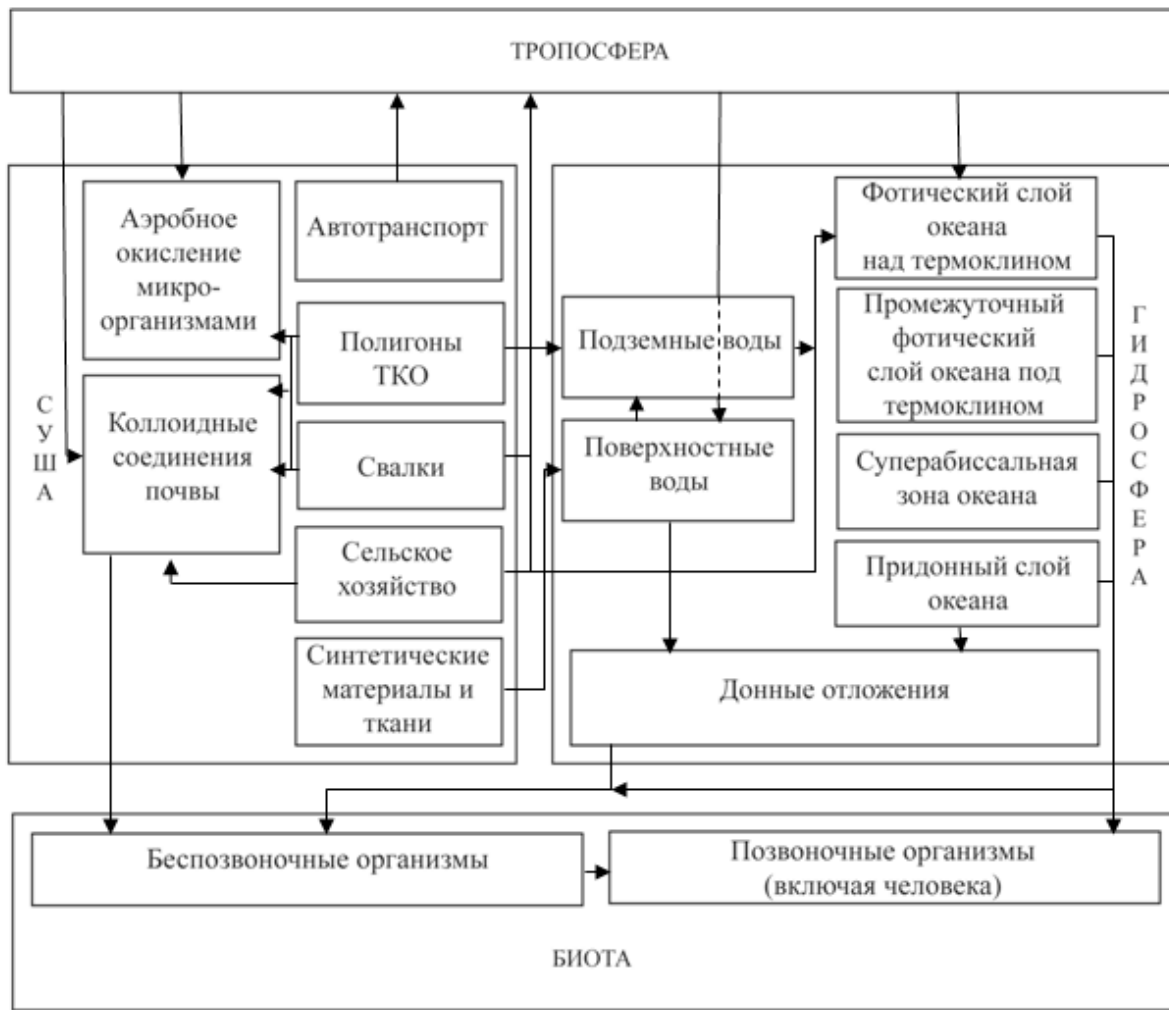 ТРОПОСФЕРА
СУША
Аэробное
окисление
микро-
организмами
Коллоидные
соединения
почвы
Автотранспорт
Полигоны
ТКО
Свалки
Сельское
хозяйство
Синтетические
материалы и
ткани
Подземные воды
Поверхностные
воды
Фотический слой
океана
над термоклином
Промежуточный
фотический
слой океана под
термоклином
Суперабиссальная
зона океана
Придонный слой
океана
Донные отложения
ГИДРОСФЕРА
Беспозвоночные организмы
Позвоночные организмы
(включая человека)
БИОТА